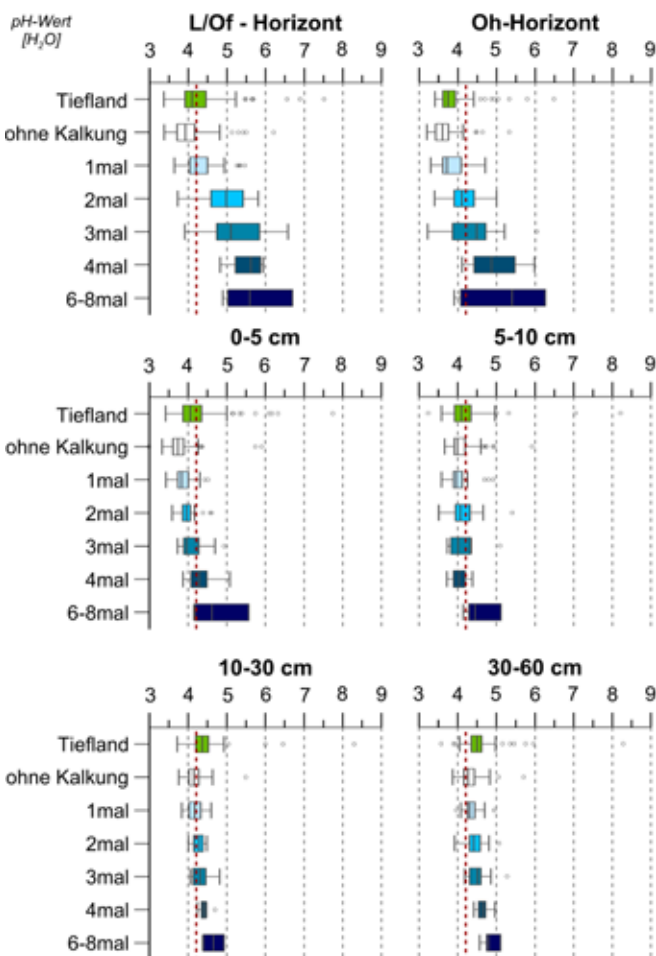 pH-Wert
[H₂O]
L/Of - Horizont
Oh-Horizont
3 4 5 6 7 8 9
3 4 5 6 7 8 9
Tiefland
ohne Kalkung
1mal
2mal
3mal
4mal
6-8mal
0-5 cm
5-10 cm
3 4 5 6 7 8 9
3 4 5 6 7 8 9
Tiefland
ohne Kalkung
1mal
2mal
3mal
4mal
6-8mal
10-30 cm
30-60 cm
3 4 5 6 7 8 9
3 4 5 6 7 8 9
Tiefland
ohne Kalkung
1mal
2mal
3mal
4mal
6-8mal